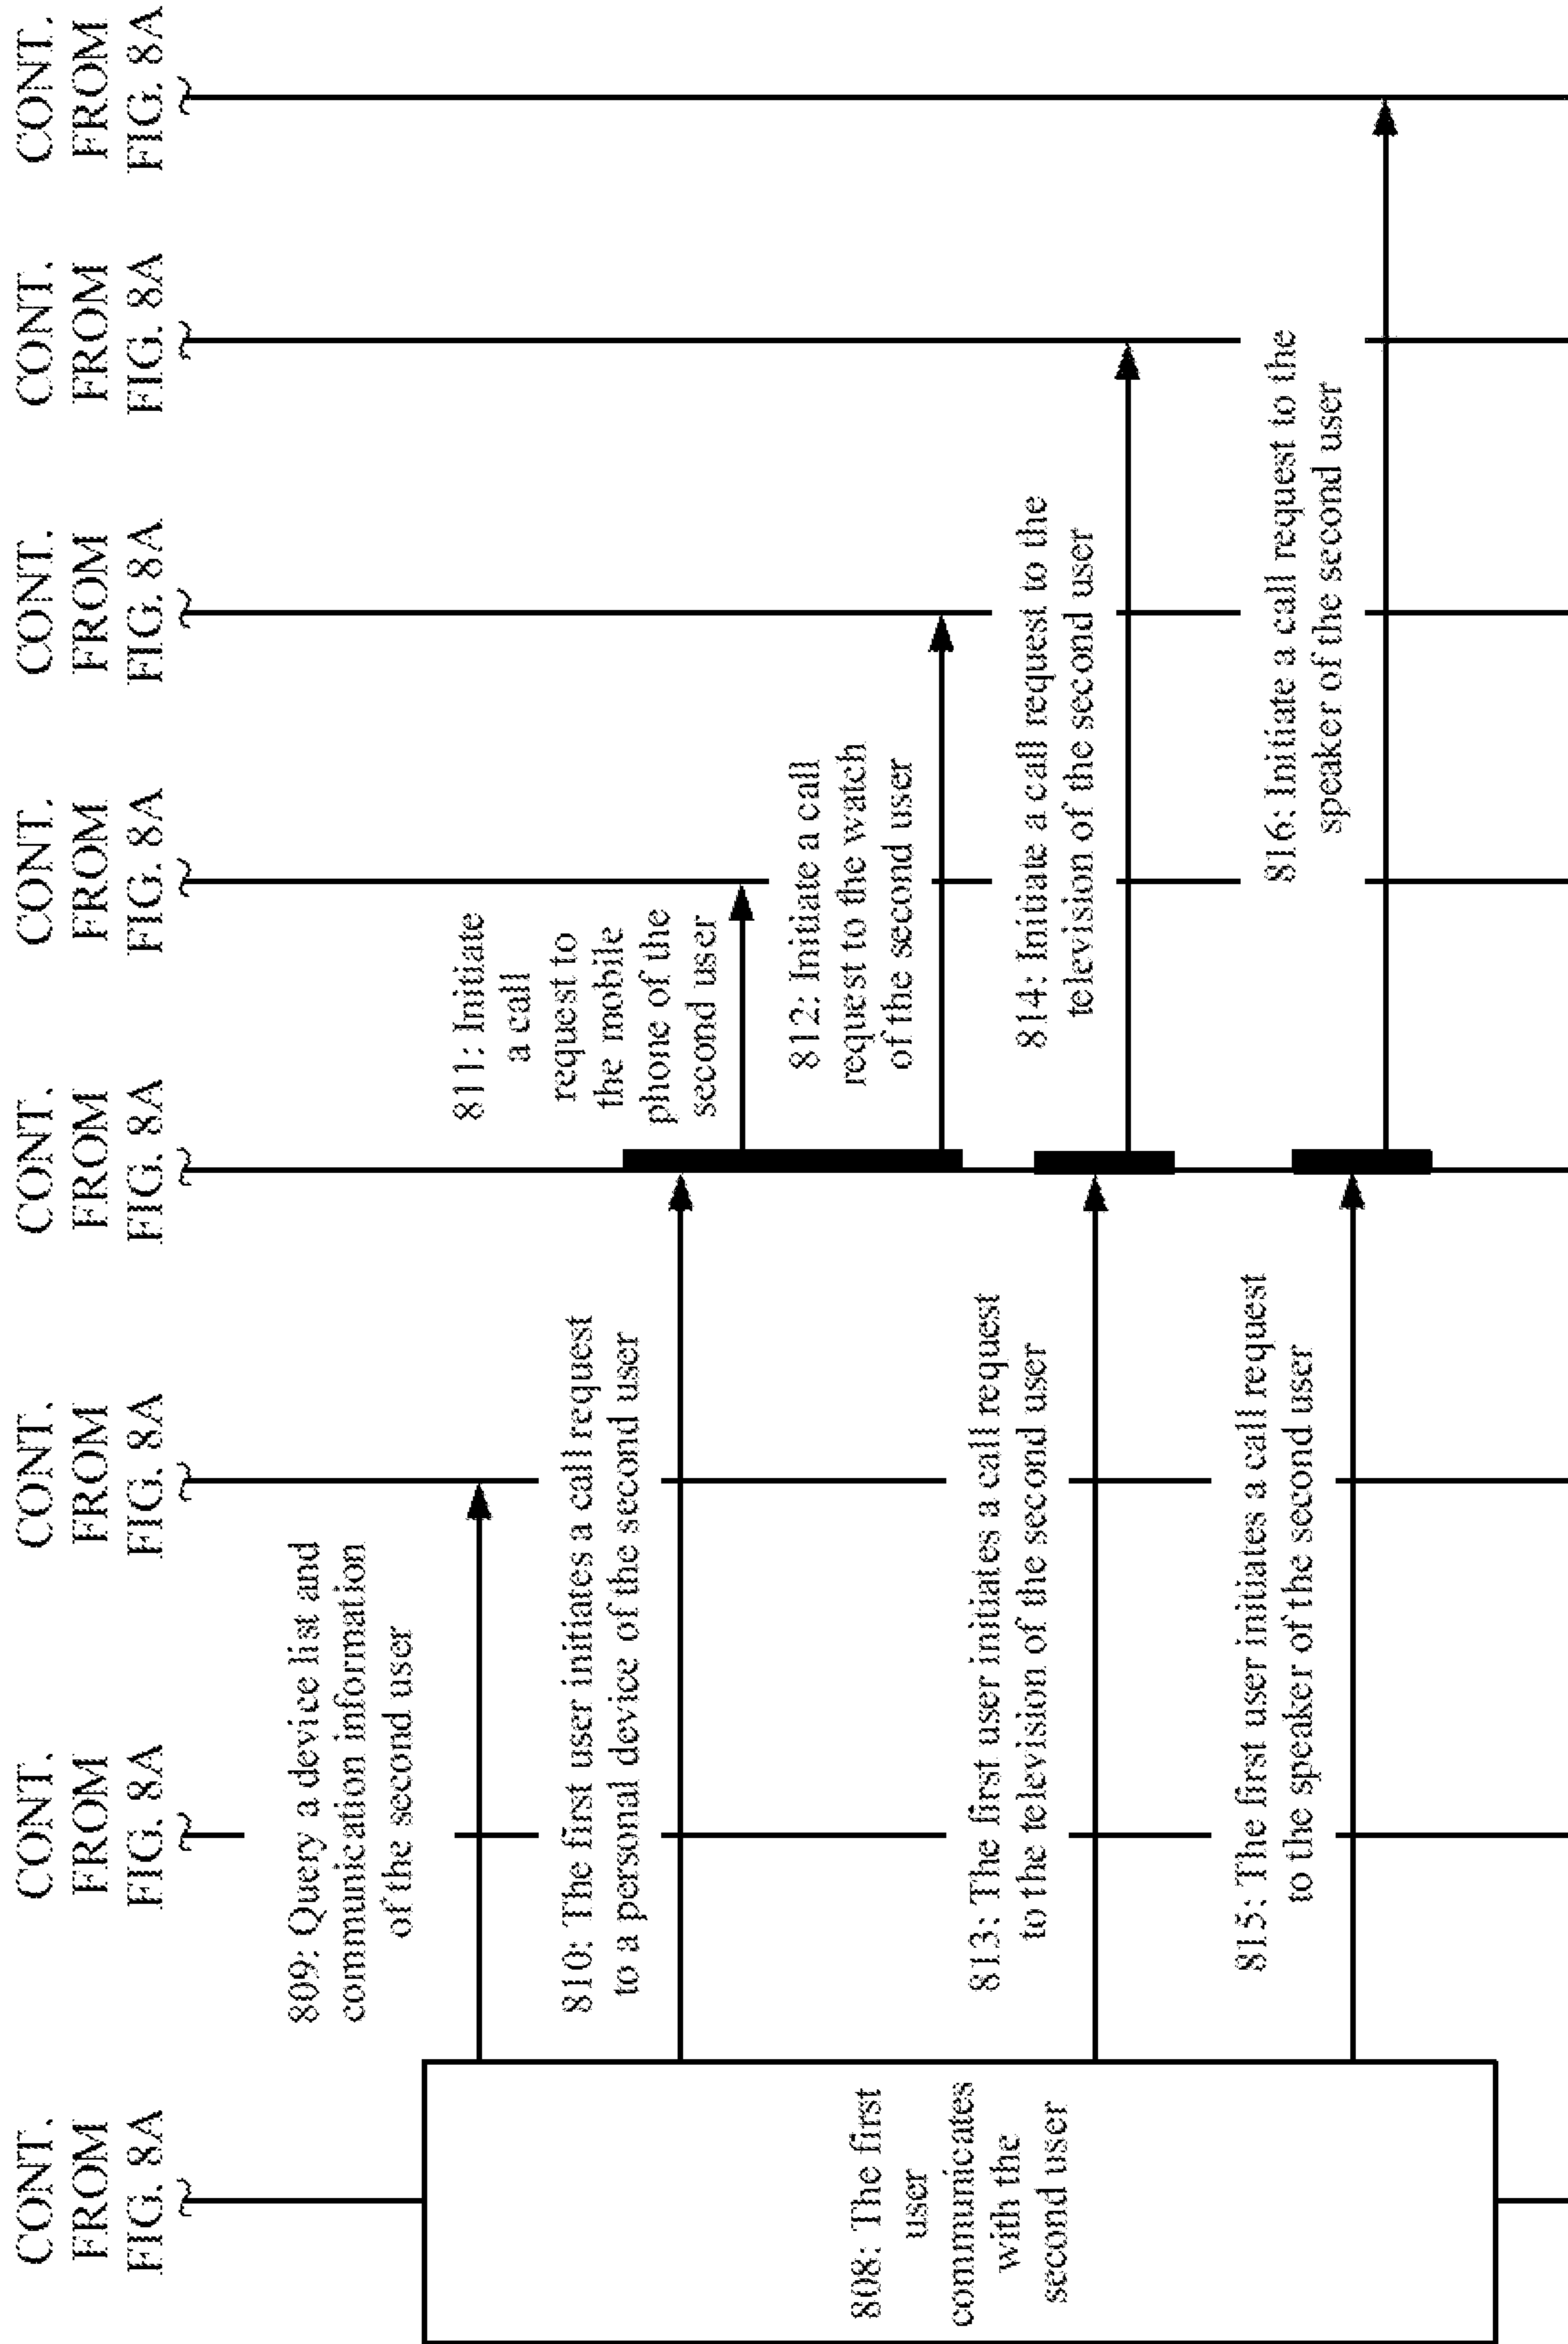 CONT.
FROM
FIG. 8A
CONT.
FROM
FIG. 8A
CONT.
FROM
FIG. 8A
CONT.
FROM
FIG. 8A
CONT.
FROM
FIG. 8A
CONT.
FROM
FIG. 8A
CONT.
FROM
FIG. 8A
CONT.
FROM
FIG. 8A
808: The first
user
communicates
with the
second user
809: Query a device list and
communication information
of the second user
810: The first user initiates a call request
to a personal device of the second user
811: Initiate
a call
request to
the mobile
phone of the
second user
812: Initiate a call
request to the watch
of the second user
813: The first user initiates a call request
to the television of the second user
814: Initiate a call request to the
television of the second user
815: The first user initiates a call request
to the speaker of the second user
816: Initiate a call request to the
speaker of the second user